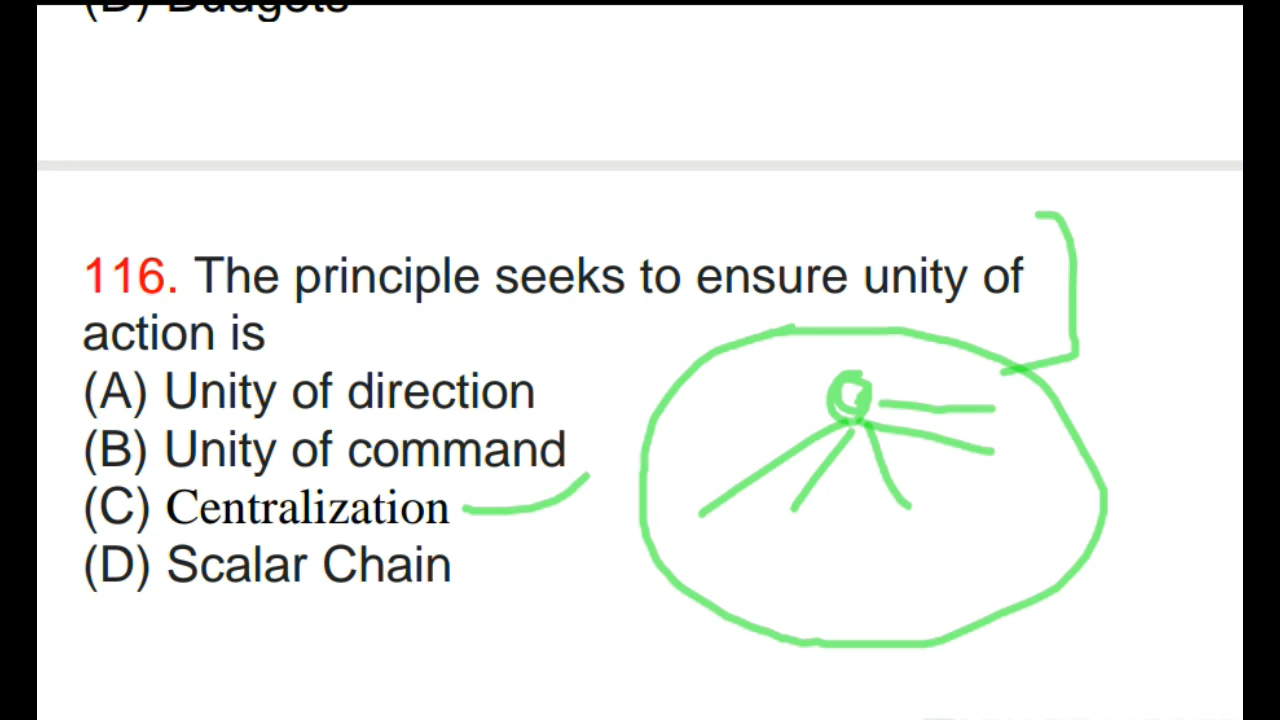 (D) Budgets
116. The principle seeks to ensure unity of
action is
(A) Unity of direction
(B) Unity of command
(C) Centralization
(D) Scalar Chain